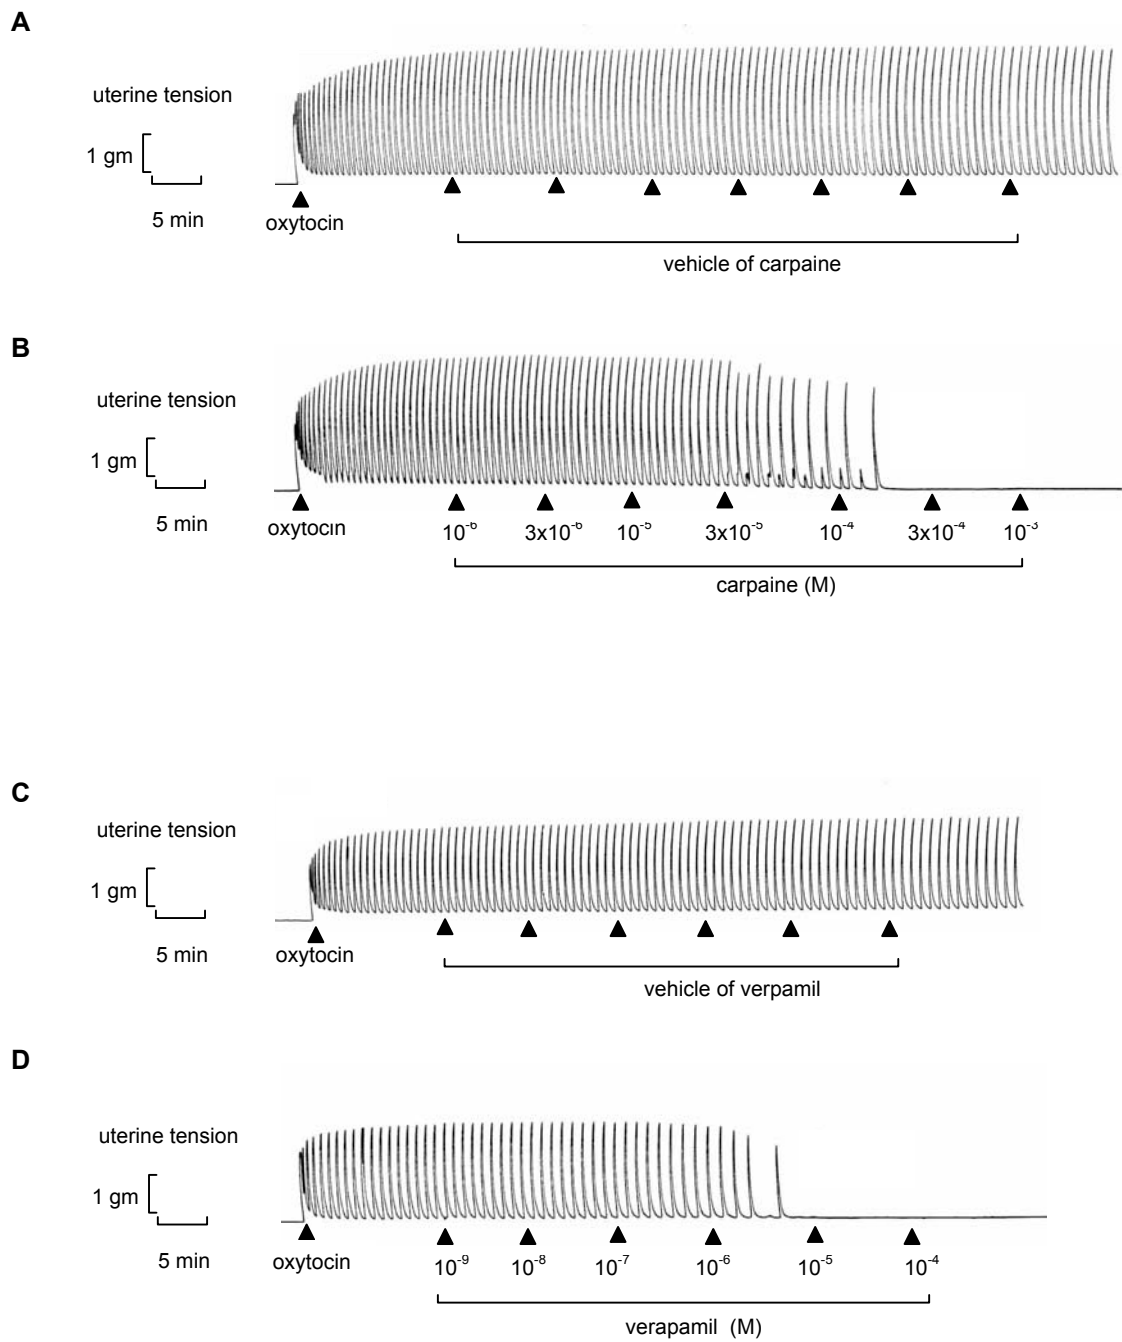 A
uterine tension
1 gm
5 min
oxytocin
vehicle of carpaine
B
uterine tension
1 gm
5 min
oxytocin
10⁻⁶ 3x10⁻⁶ 10⁻⁵ 3x10⁻⁵ 10⁻⁴ 3x10⁻⁴ 10⁻³
carpaine (M)
C
uterine tension
1 gm
5 min
oxytocin
vehicle of verpamil
D
uterine tension
1 gm
5 min
oxytocin
10⁻⁹ 10⁻⁸ 10⁻⁷ 10⁻⁶ 10⁻⁵ 10⁻⁴
verapamil (M)